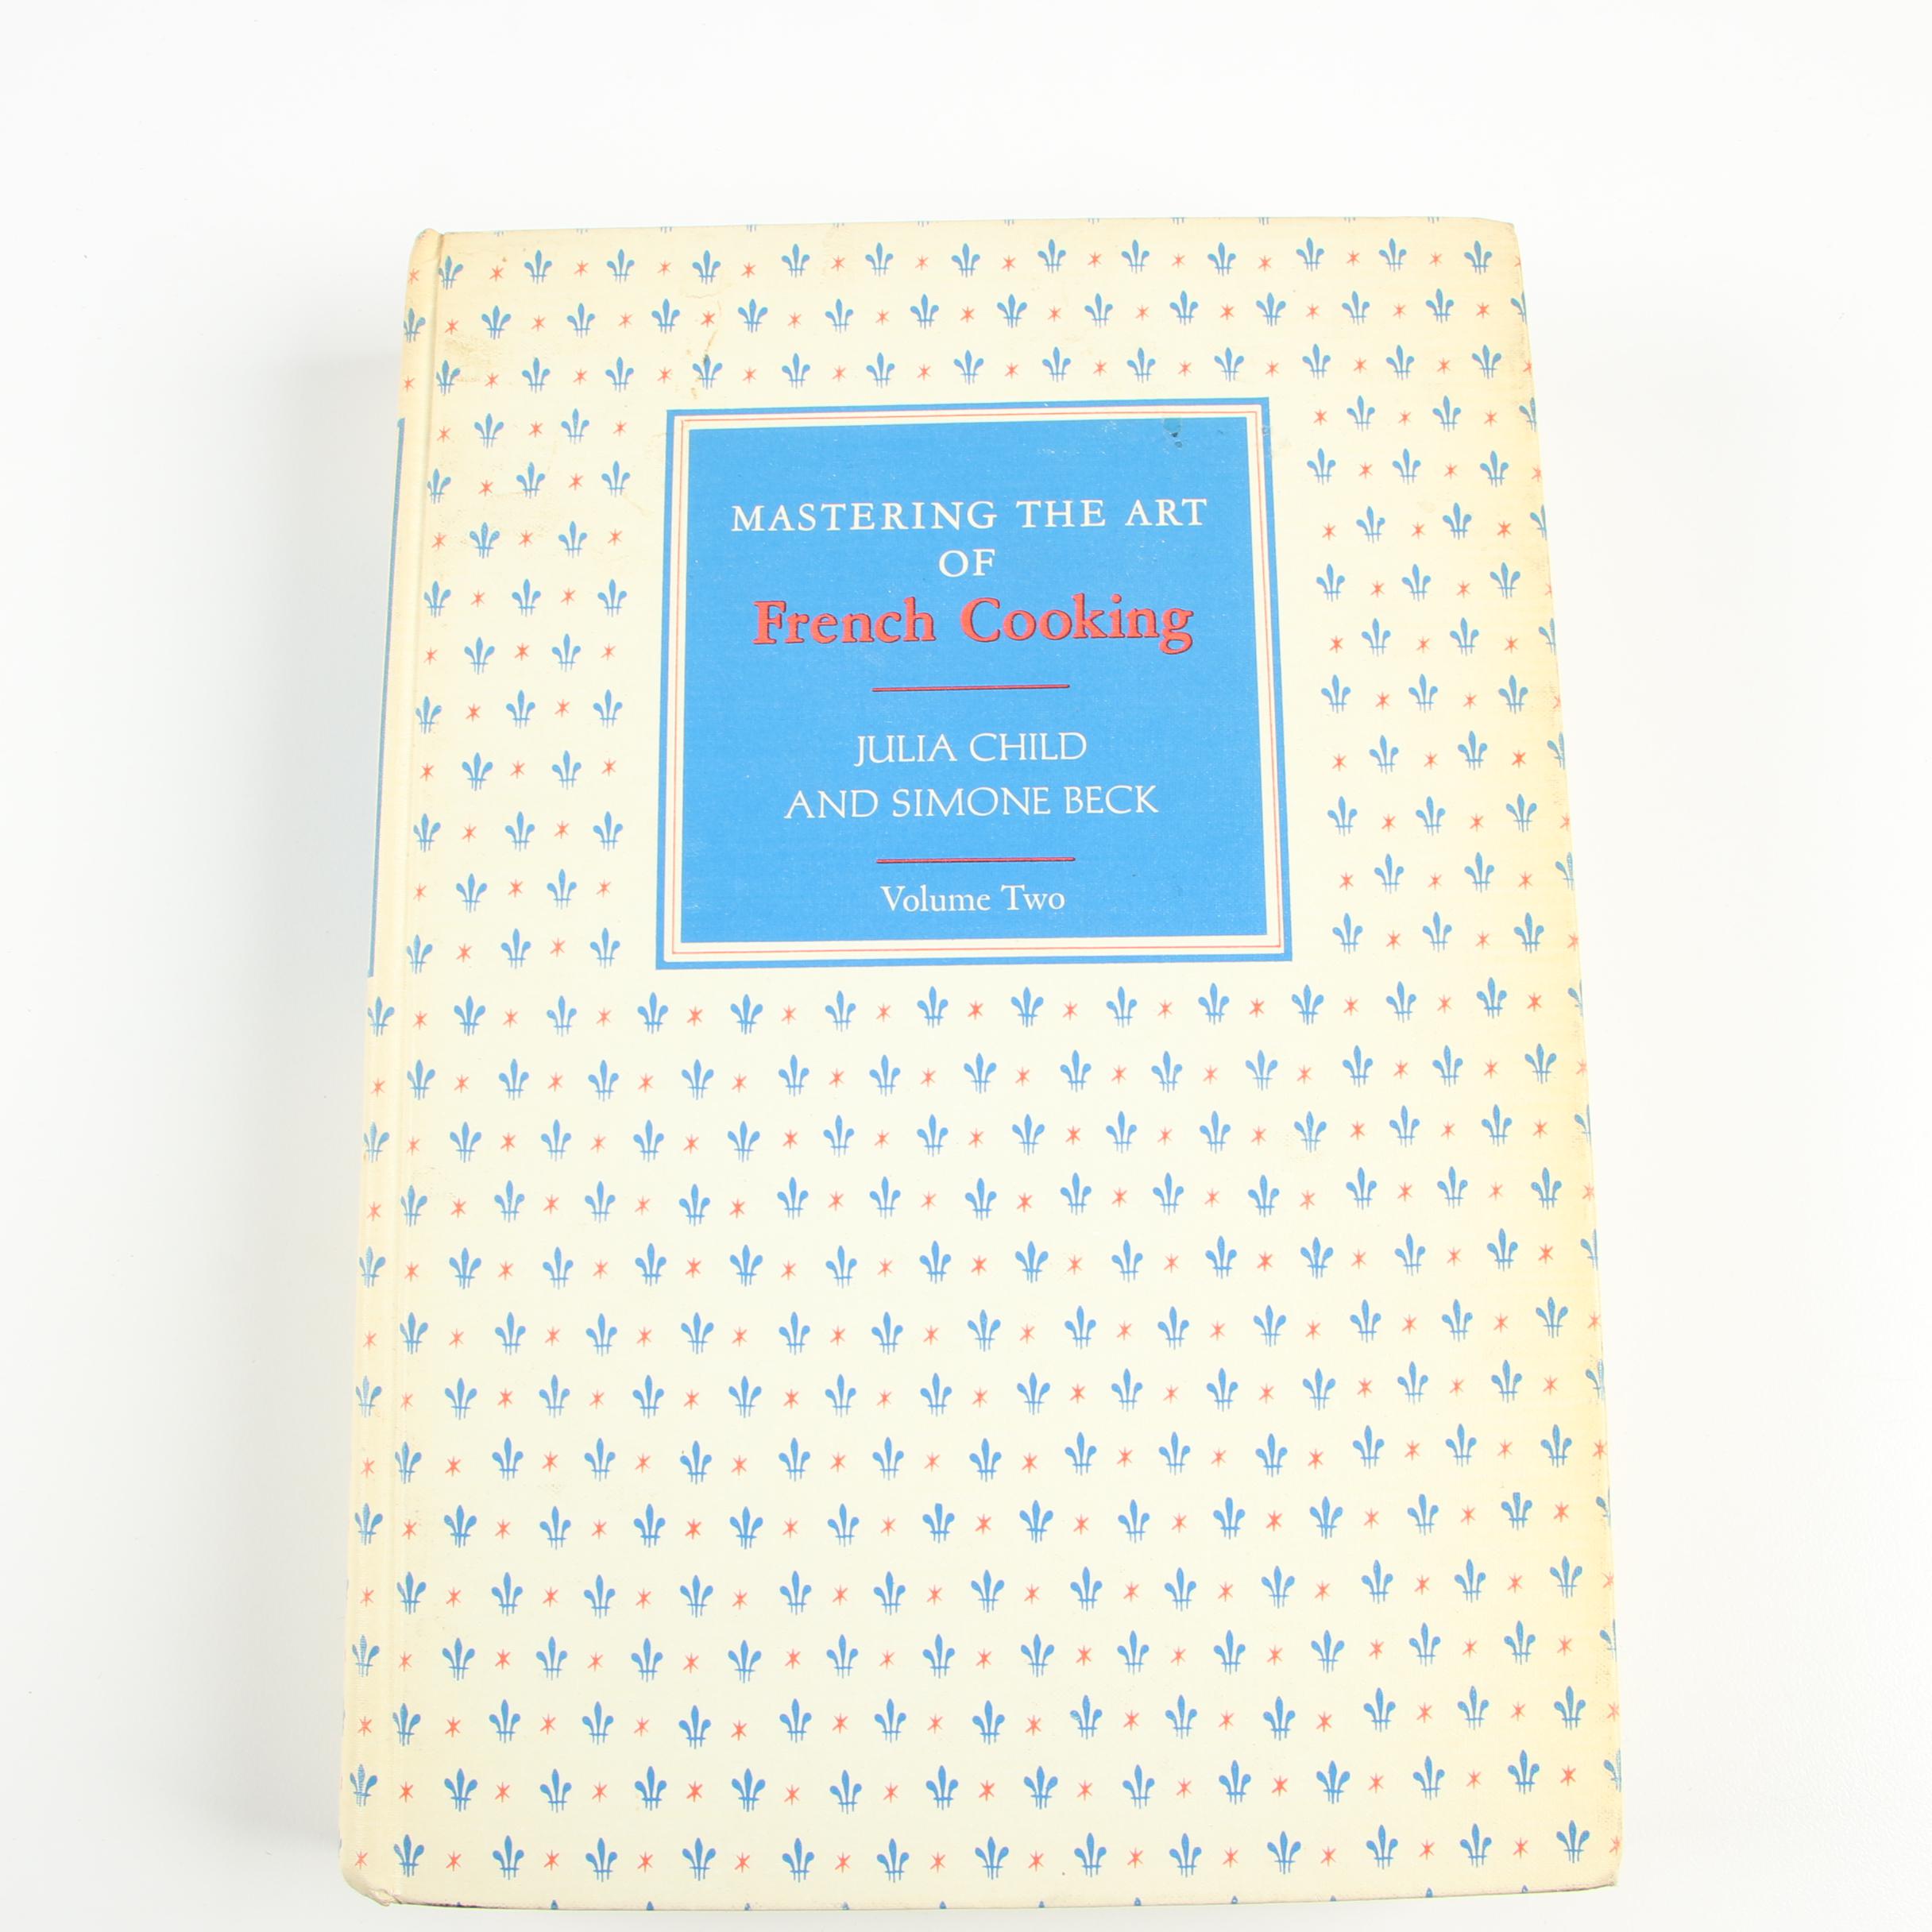 MASTERING THE ART
OF
French Cooking
JULIA CHILD
AND SIMONE BECK
Volume Two